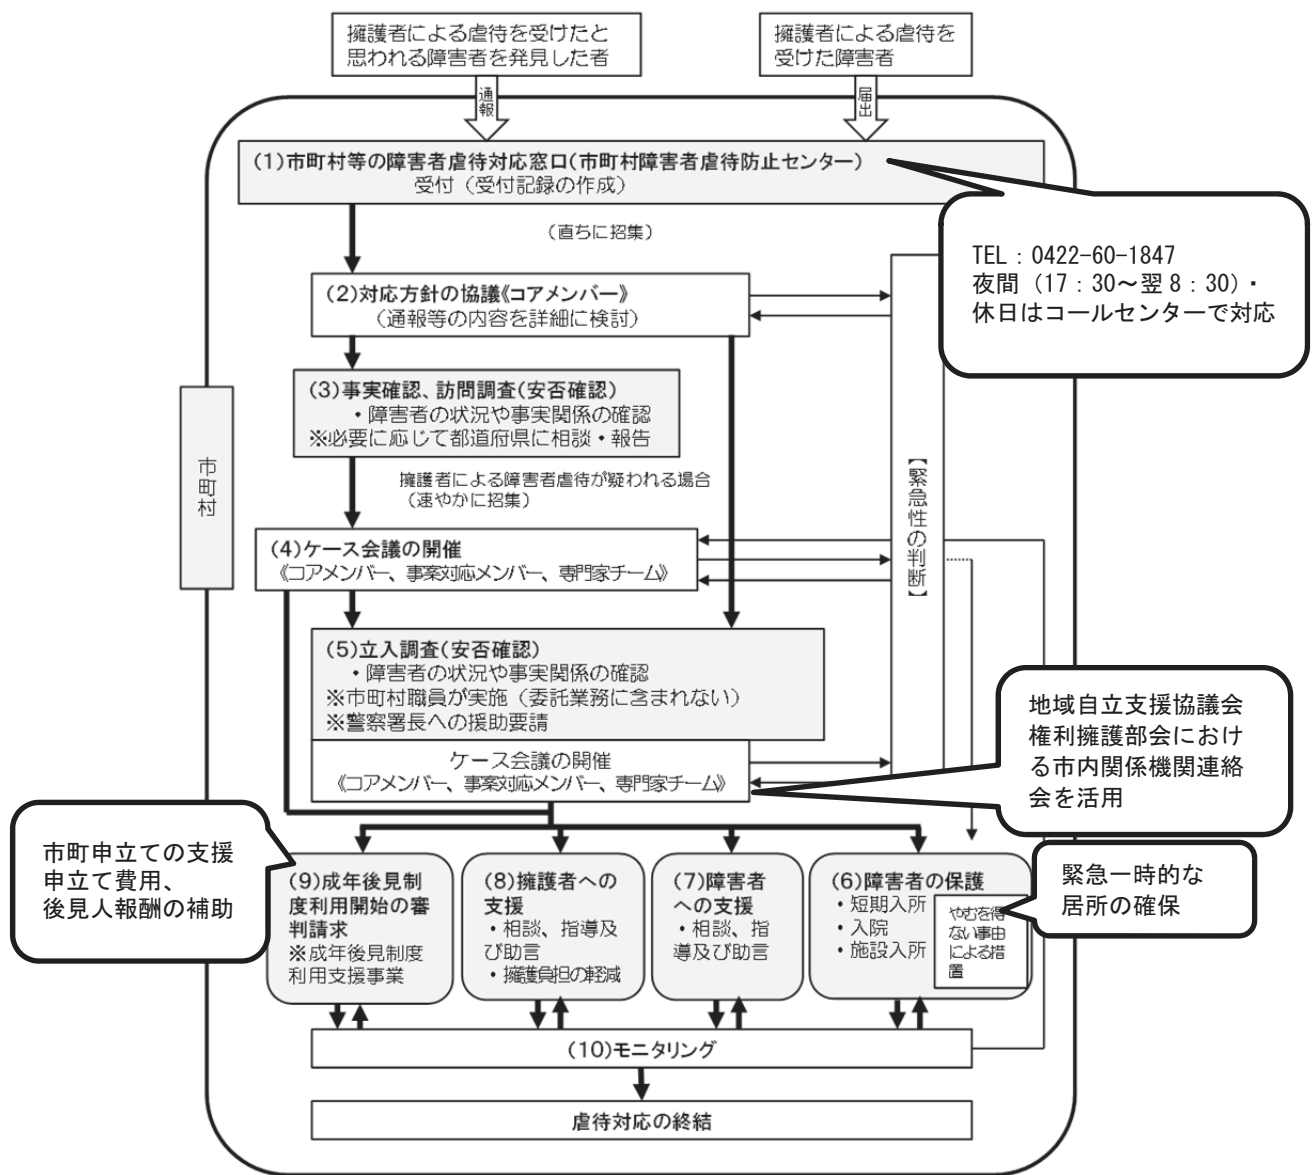 擁護者による虐待を受けたと
思われる障害者を発見した者
擁護者による虐待を
受けた障害者
通報
届出
(1)市町村等の障害者虐待対応窓口(市町村障害者虐待防止センター)
受付(受付記録の作成)
TEL：0422-60-1847
夜間（17：30～翌8：30）・
休日はコールセンターで対応
(直ちに招集)
(2)対応方針の協議《コアメンバー》
(通報等の内容を詳細に検討)
(3)事実確認、訪問調査(安否確認)
・障害者の状況や事実関係の確認
※必要に応じて都道府県に相談・報告
市町村
擁護者による障害者虐待が疑われる場合
(速やかに招集)
【緊急性の判断】
(4)ケース会議の開催
《コアメンバー、事案対応メンバー、専門家チーム》
(5)立入調査(安否確認)
・障害者の状況や事実関係の確認
※市町村職員が実施（委託業務に含まれない）
※警察署長への援助要請
ケース会議の開催
《コアメンバー、事案対応メンバー、専門家チーム》
地域自立支援協議会
権利擁護部会におけ
る市内関係機関連絡
会を活用
市町申立ての支援
申立て費用、
後見人報酬の補助
(9)成年後見制
度利用開始の審
判請求
※成年後見制度
利用支援事業
(8)擁護者への
支援
・相談、指導及
び助言
・擁護負担の軽減
(7)障害者
への支援
・相談、指
導及び助言
(6)障害者の保護
・短期入所
・入院
・施設入所
やむを得
ない事由
による措
置
緊急一時的な
居所の確保
(10)モニタリング
虐待対応の終結